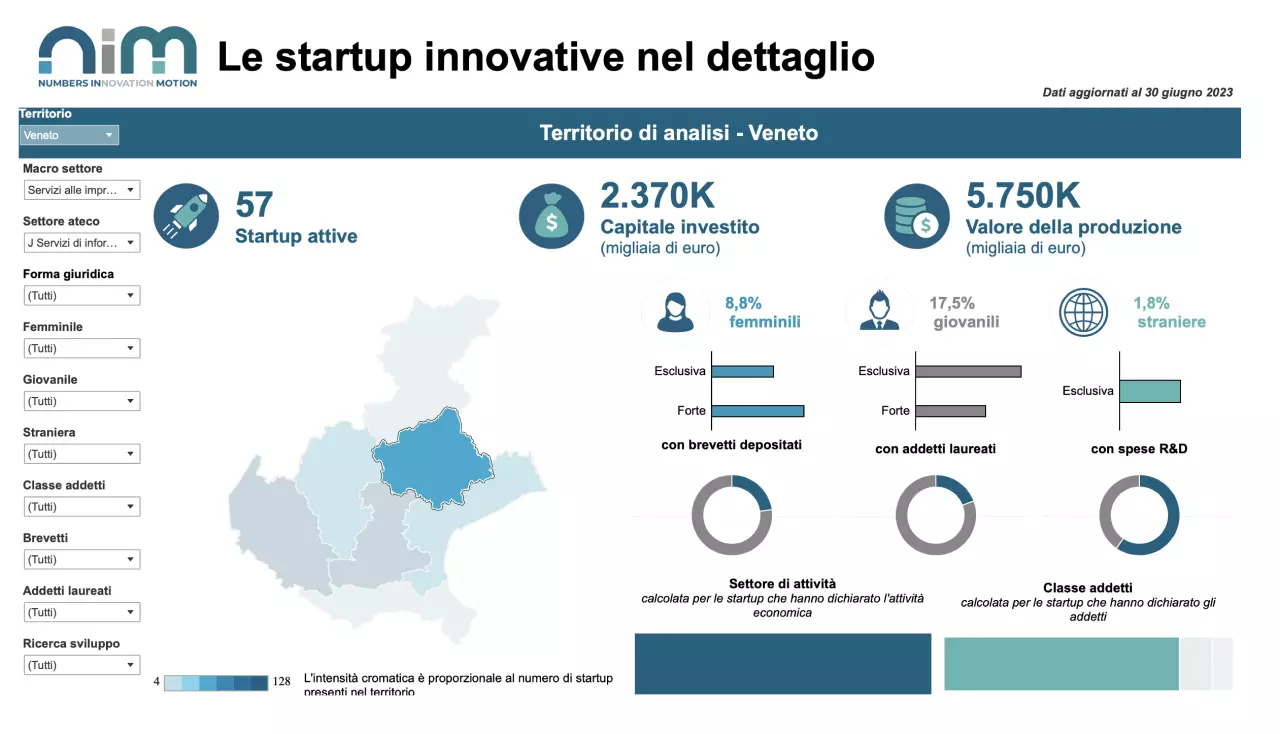 nim
NUMBERS INNOVATION MOTION
Le startup innovative nel dettaglio
Dati aggiornati al 30 giugno 2023
Territorio
Veneto
Territorio di analisi - Veneto
Macro settore
Servizi alle impr...
Settore ateco
J Servizi di infor...
Forma giuridica
(Tutti)
Femminile
(Tutti)
Giovanile
(Tutti)
Straniera
(Tutti)
Classe addetti
(Tutti)
Brevetti
(Tutti)
Addetti laureati
(Tutti)
Ricerca sviluppo
(Tutti)
57
Startup attive
$
2.370K
Capitale investito
(migliaia di euro)
$
5.750K
Valore della produzione
(migliaia di euro)
8,8%
femminili
17,5%
giovanili
1,8%
straniere
Esclusiva
Forte
Esclusiva
Forte
Esclusiva
con brevetti depositati
con addetti laureati
con spese R&D
Settore di attività
calcolata per le startup che hanno dichiarato l'attività
economica
Classe addetti
calcolata per le startup che hanno dichiarato gli
addetti
4
128
L'intensità cromatica è proporzionale al numero di startup
presenti nel territorio